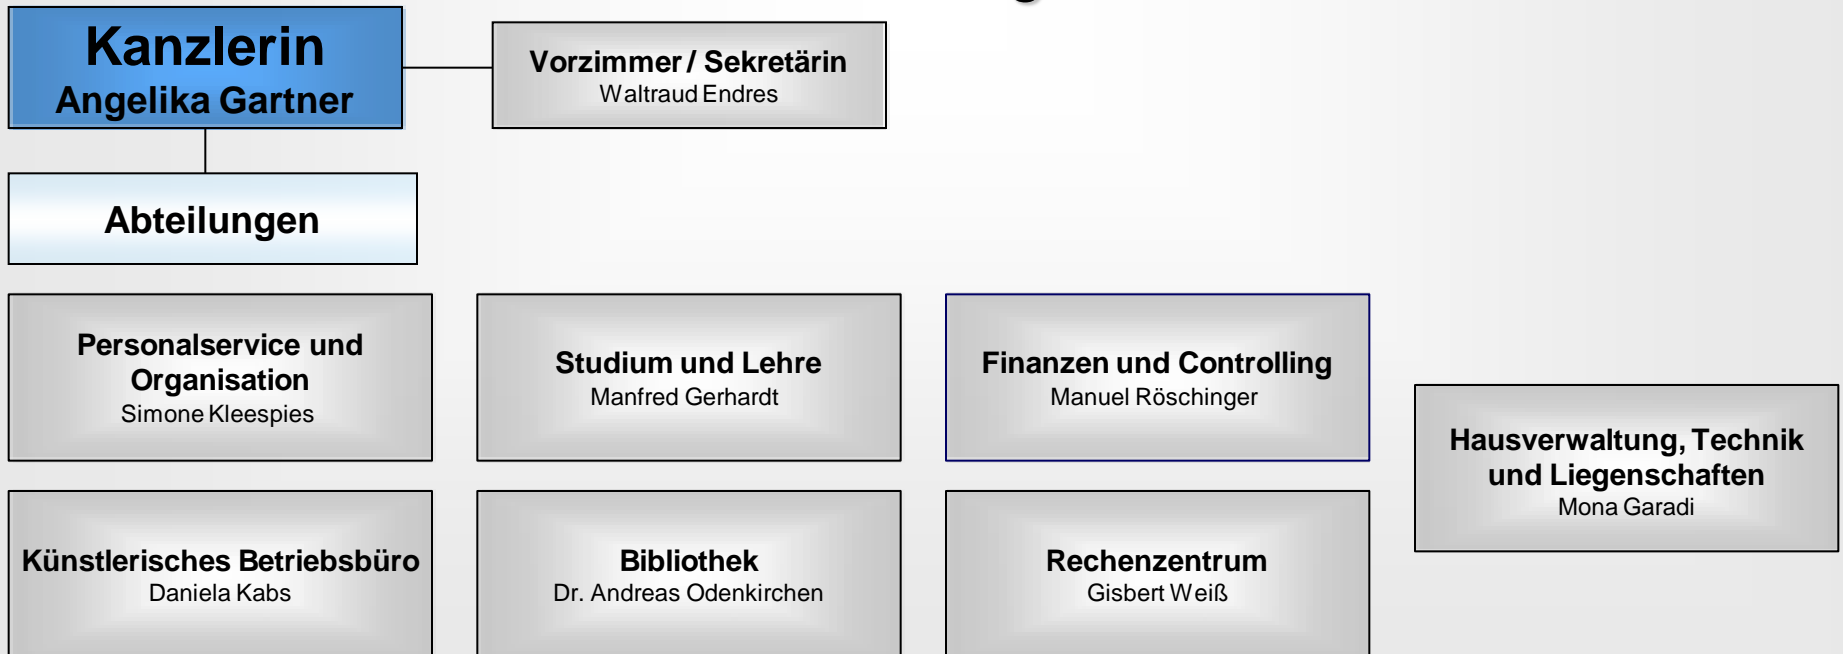 Kanzlerin
Angelika Gartner
Vorzimmer / Sekretärin
Waltraud Endres
Abteilungen
Personalservice und
Organisation
Simone Kleespies
Studium und Lehre
Manfred Gerhardt
Finanzen und Controlling
Manuel Röschinger
Hausverwaltung, Technik
und Liegenschaften
Mona Garadi
Künstlerisches Betriebsbüro
Daniela Kabs
Bibliothek
Dr. Andreas Odenkirchen
Rechenzentrum
Gisbert Weiß